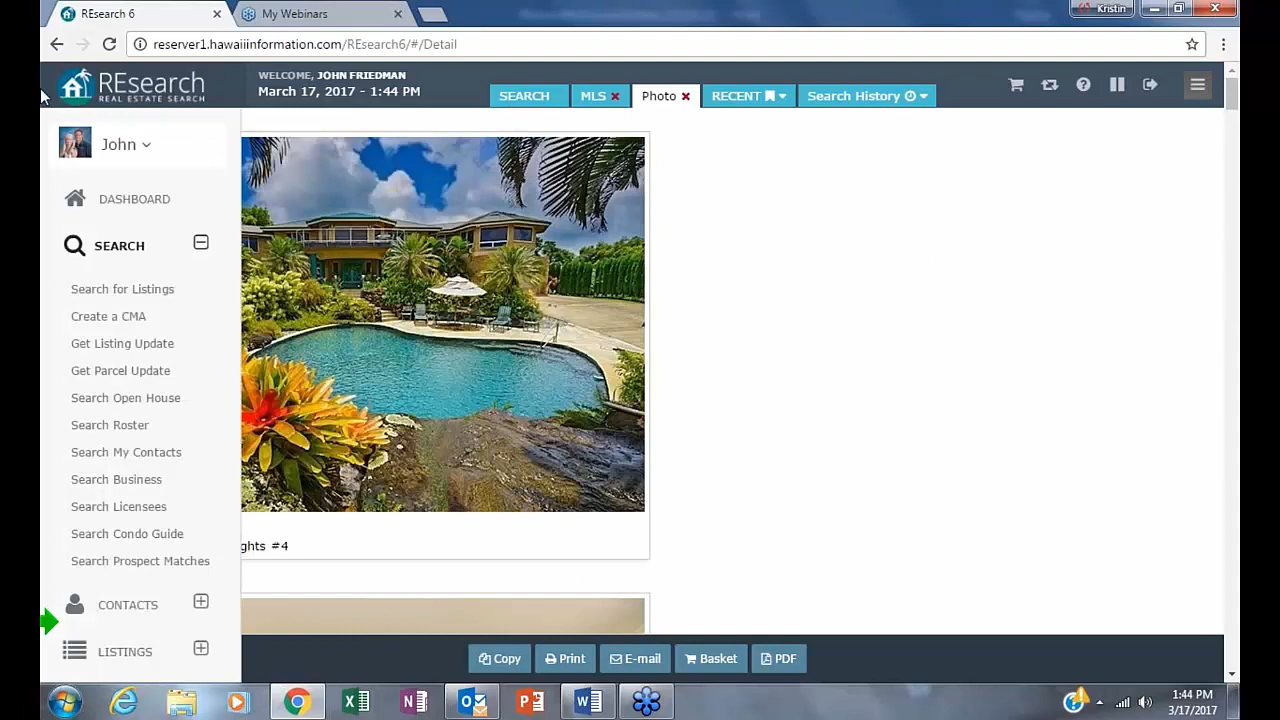 REsearch 6
My Webinars
Kristin
reserver1.hawaiiinformation.com/REsearch6/#/Detail
REsearch
REAL ESTATE SEARCH
WELCOME, JOHN FRIEDMAN
March 17, 2017 - 1:44 PM
SEARCH
MLS
Photo
RECENT
Search History
John
DASHBOARD
SEARCH
Search for Listings
Create a CMA
Get Listing Update
Get Parcel Update
Search Open House
Search Roster
Search My Contacts
Search Business
Search Licensees
Search Condo Guide
Search Prospect Matches
CONTACTS
LISTINGS
ghts #4
Copy
Print
E-mail
Basket
PDF
1:44 PM
3/17/2017